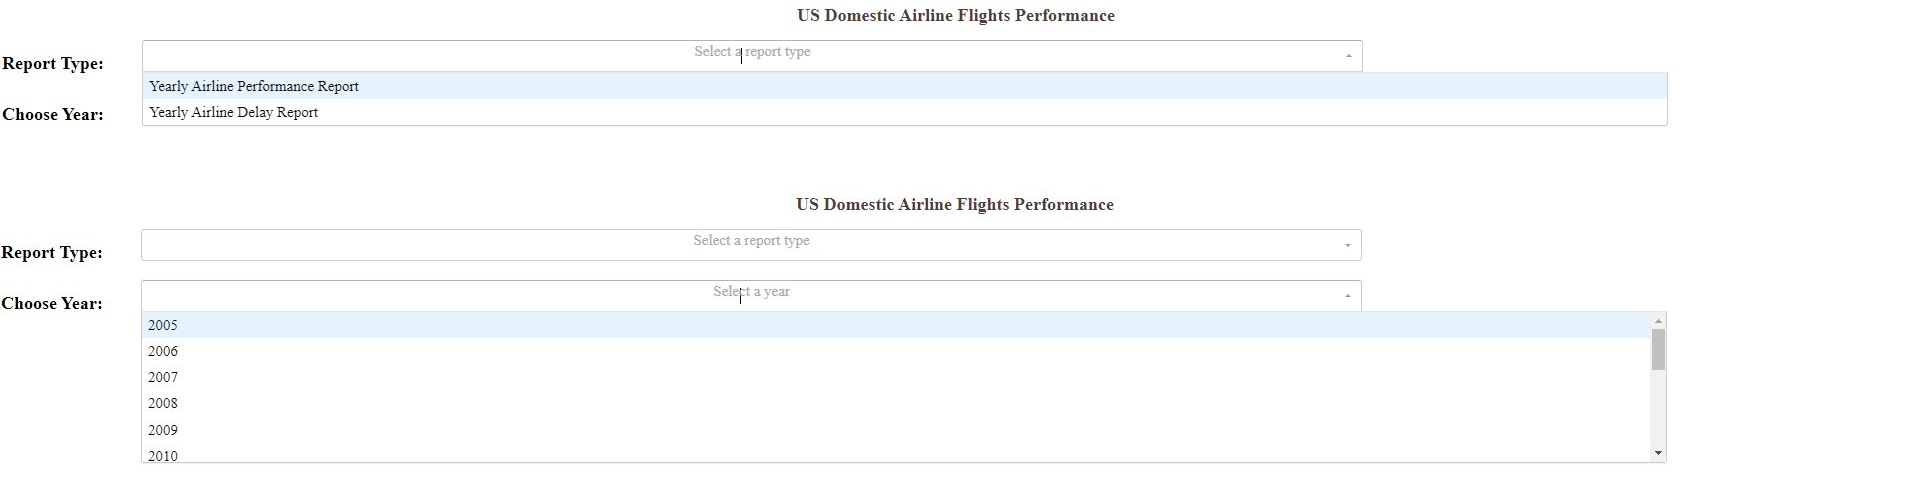 US Domestic Airline Flights Performance
Report Type:
Select a report type
Yearly Airline Performance Report
Choose Year:
Yearly Airline Delay Report
US Domestic Airline Flights Performance
Report Type:
Select a report type
Choose Year:
Select a year
2005
2006
2007
2008
2009
2010